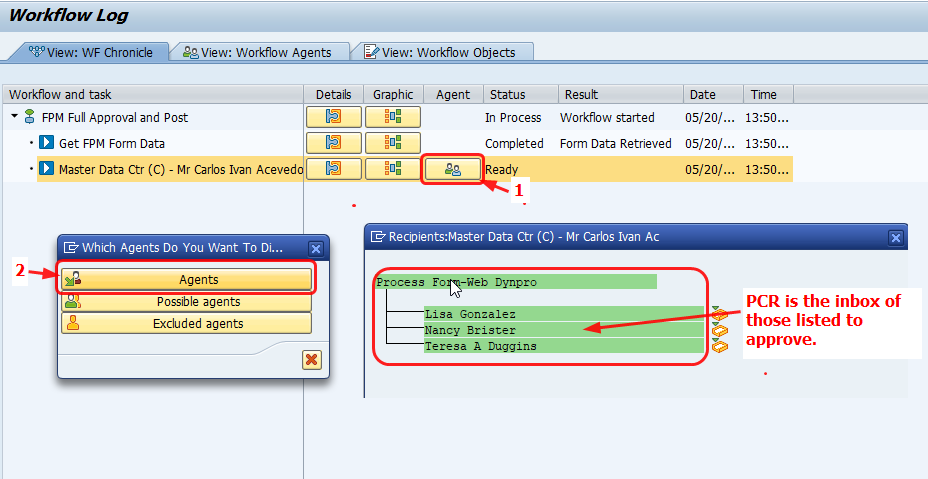 Workflow Log
View: WF Chronicle View: Workflow Agents View: Workflow Objects
Workflow and task Details Graphic Agent Status Result Date Time
FPM Full Approval and Post In Process Workflow started 05/20/... 13:50...
Get FPM Form Data Completed Form Data Retrieved 05/20/... 13:50...
Master Data Ctr (C) - Mr Carlos Ivan Acevedo Ready 05/20/... 13:50...
1
Which Agents Do You Want To Di...
2
Agents
Possible agents
Excluded agents
Recipients:Master Data Ctr (C) - Mr Carlos Ivan Ac
Process Form-Web Dynpro
Lisa Gonzalez
Nancy Brister
Teresa A Duggins
PCR is the inbox of
those listed to
approve.